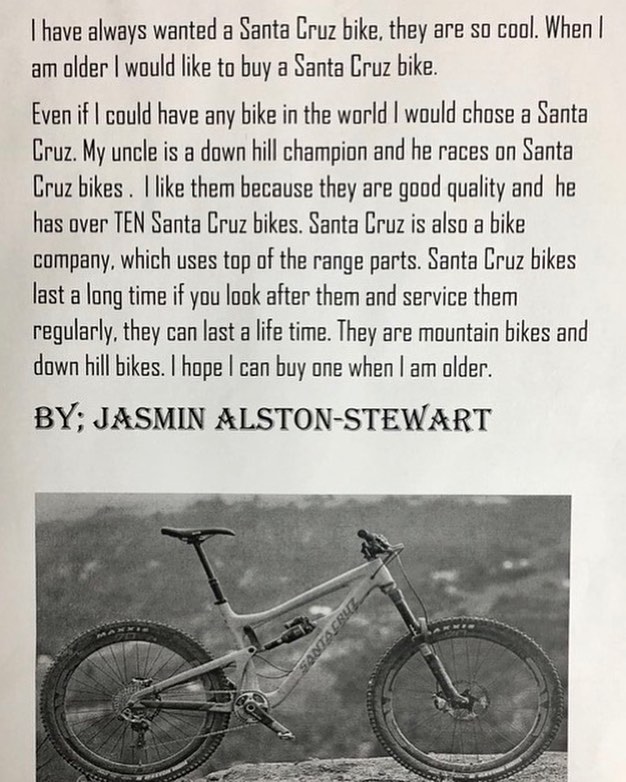 I have always wanted a Santa Cruz bike, they are so cool. When I
am older I would like to buy a Santa Cruz bike.
Even if I could have any bike in the world I would chose a Santa
Cruz. My uncle is a down hill champion and he races on Santa
Cruz bikes . I like them because they are good quality and he
has over TEN Santa Cruz bikes. Santa Cruz is also a bike
company, which uses top of the range parts. Santa Cruz bikes
last a long time if you look after them and service them
regularly, they can last a life time. They are mountain bikes and
down hill bikes. I hope I can buy one when I am older.
BY; JASMIN ALSTON-STEWART
MAXXIS
SANTACRUZ
MAXXIS